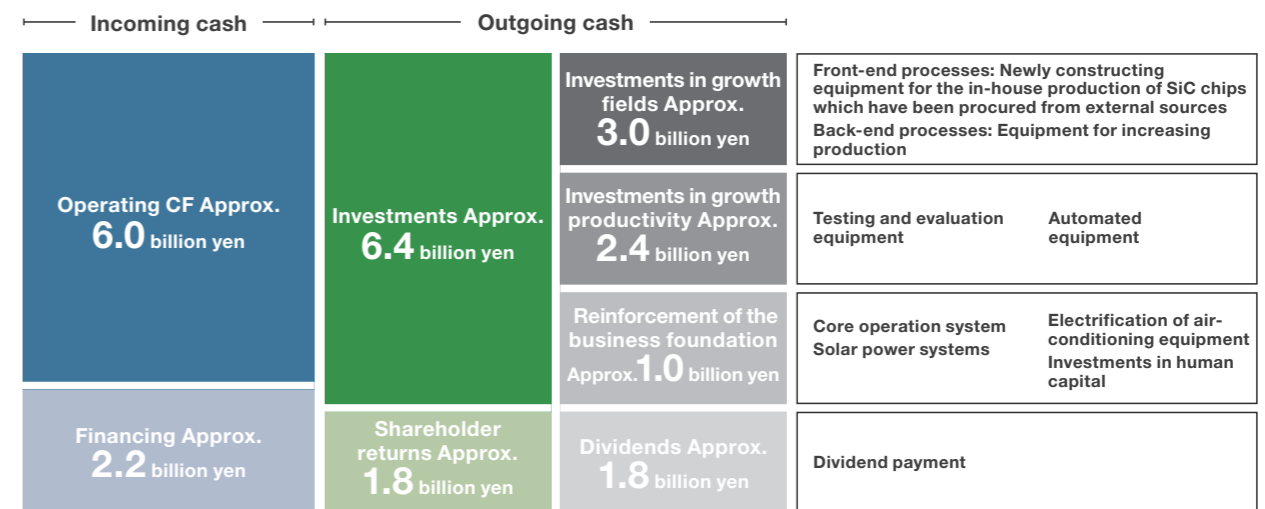 Incoming cash
Outgoing cash
Operating CF Approx.
6.0 billion yen
Financing Approx.
2.2 billion yen
Investments Approx.
6.4 billion yen
Shareholder
returns Approx.
1.8 billion yen
Investments in growth
fields Approx.
3.0 billion yen
Front-end processes: Newly constructing
equipment for the in-house production of SiC chips
which have been procured from external sources
Back-end processes: Equipment for increasing
production
Investments in growth
productivity Approx.
2.4 billion yen
Testing and evaluation
equipment
Automated
equipment
Reinforcement of the
business foundation
Approx.1.0 billion yen
Core operation system
Solar power systems
Electrification of air-
conditioning equipment
Investments in human
capital
Dividends Approx.
1.8 billion yen
Dividend payment